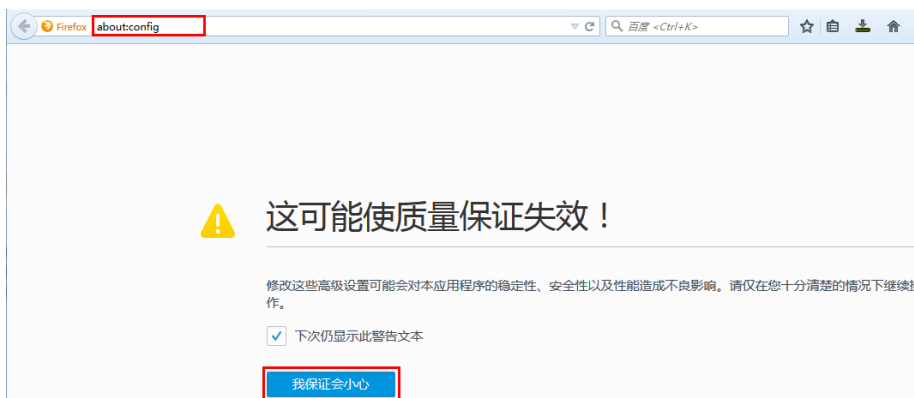 Firefox about:config 百度 <Ctrl+K>
这可能使质量保证失效！
修改这些高级设置可能会对本应用程序的稳定性、安全性以及性能造成不良影响。请仅在您十分清楚的情况下继续操
作。
下次仍显示此警告文本
我保证会小心